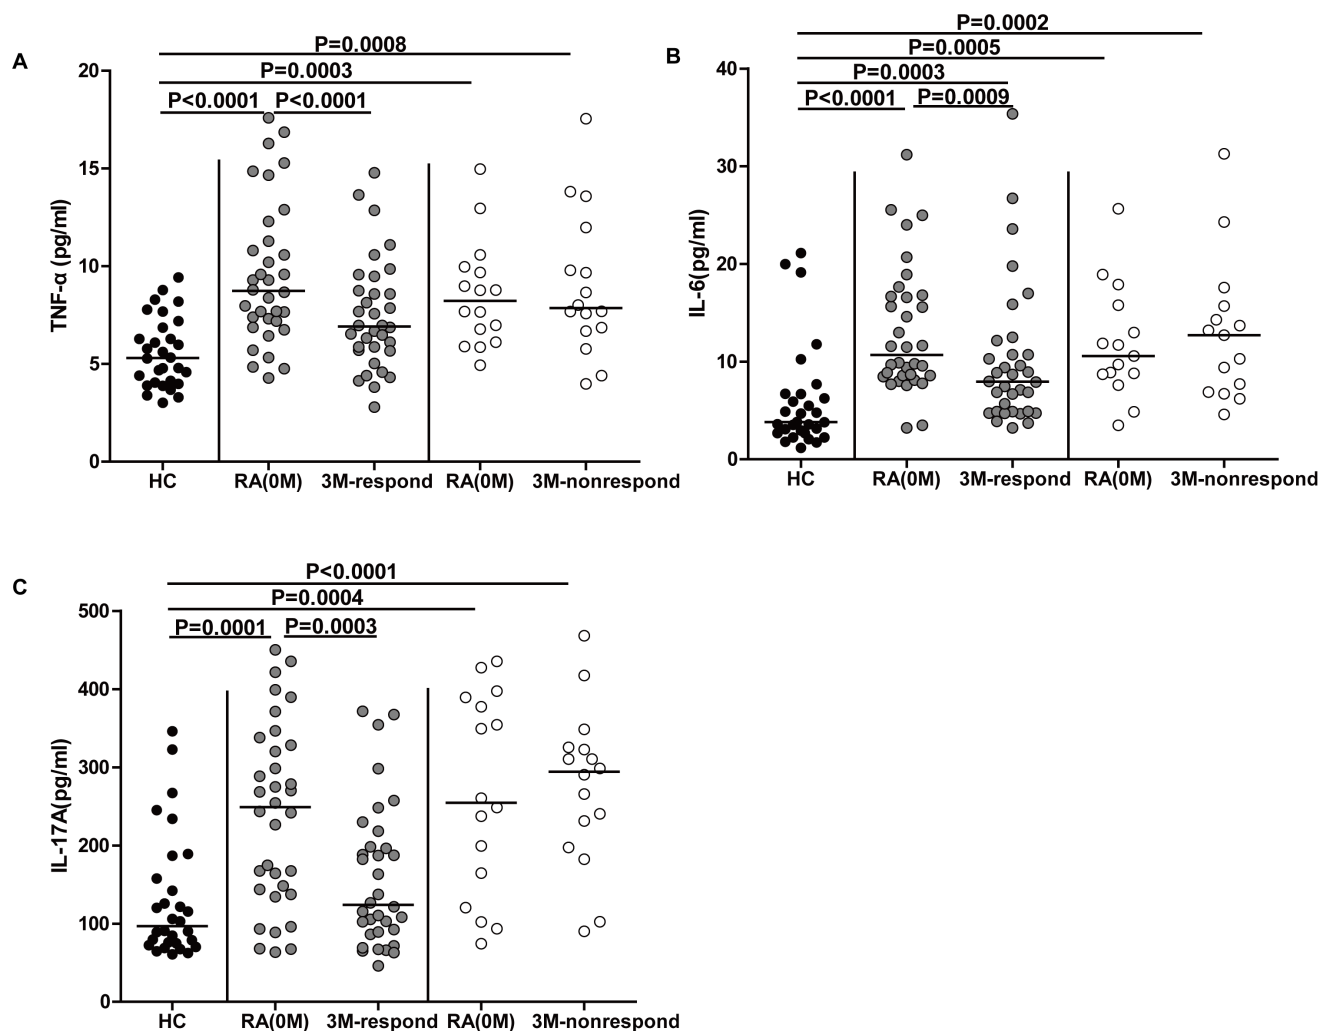 A
P=0.0008
P=0.0003
P<0.0001 P<0.0001
20
15
10
5
0
TNF-α (pg/ml)
HC RA(0M) 3M-respond RA(0M) 3M-nonrespond
B
P=0.0002
P=0.0005
P=0.0003
P<0.0001 P=0.0009
40
30
20
10
0
IL-6(pg/ml)
HC RA(0M) 3M-respond RA(0M) 3M-nonrespond
C
P<0.0001
P=0.0004
P=0.0001 P=0.0003
500
400
300
200
100
0
IL-17A(pg/ml)
HC RA(0M) 3M-respond RA(0M) 3M-nonrespond